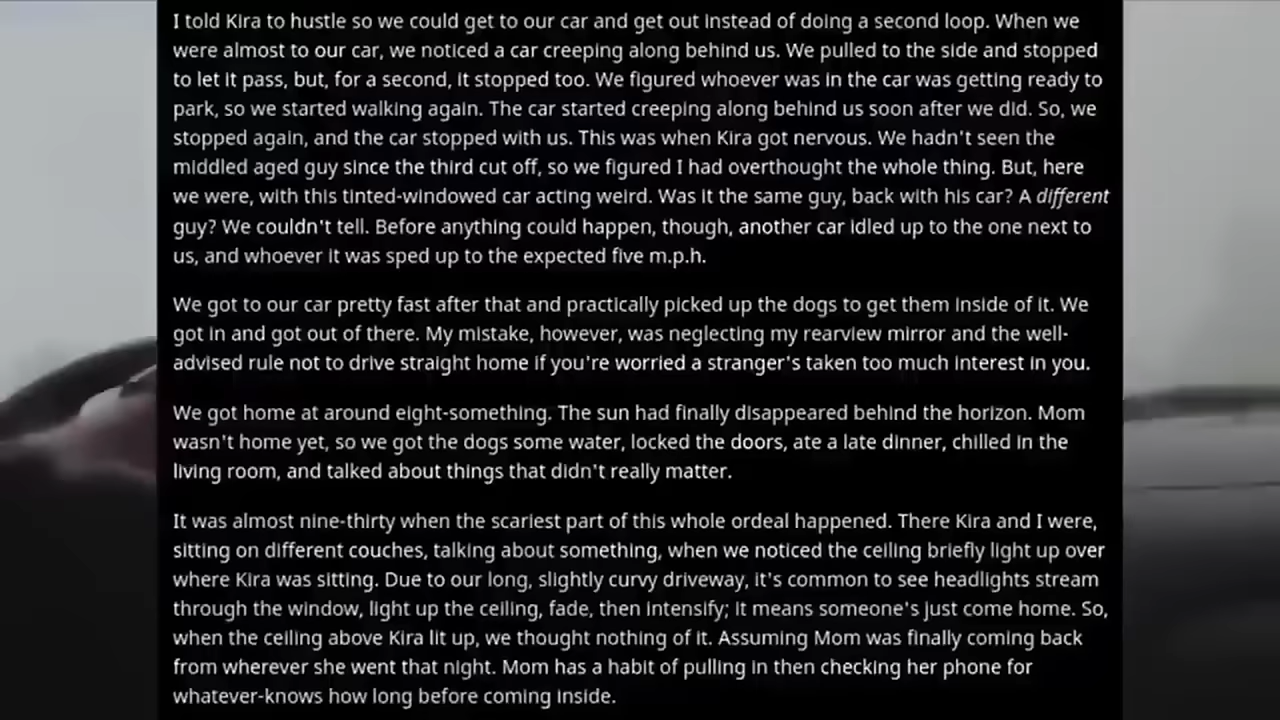 I told Kira to hustle so we could get to our car and get out instead of doing a second loop. When we
were almost to our car, we noticed a car creeping along behind us. We pulled to the side and stopped
to let it pass, but, for a second, it stopped too. We figured whoever was in the car was getting ready to
park, so we started walking again. The car started creeping along behind us soon after we did. So, we
stopped again, and the car stopped with us. This was when Kira got nervous. We hadn't seen the
middled aged guy since the third cut off, so we figured I had overthought the whole thing. But, here
we were, with this tinted-windowed car acting weird. Was it the same guy, back with his car? A different
guy? We couldn't tell. Before anything could happen, though, another car idled up to the one next to
us, and whoever it was sped up to the expected five m.p.h.
We got to our car pretty fast after that and practically picked up the dogs to get them inside of it. We
got in and got out of there. My mistake, however, was neglecting my rearview mirror and the well-
advised rule not to drive straight home if you're worried a stranger's taken too much interest in you.
We got home at around eight-something. The sun had finally disappeared behind the horizon. Mom
wasn't home yet, so we got the dogs some water, locked the doors, ate a late dinner, chilled in the
living room, and talked about things that didn't really matter.
It was almost nine-thirty when the scariest part of this whole ordeal happened. There Kira and I were,
sitting on different couches, talking about something, when we noticed the ceiling briefly light up over
where Kira was sitting. Due to our long, slightly curvy driveway, it's common to see headlights stream
through the window, light up the ceiling, fade, then intensify; it means someone's just come home. So,
when the ceiling above Kira lit up, we thought nothing of it. Assuming Mom was finally coming back
from wherever she went that night. Mom has a habit of pulling in then checking her phone for
whatever-knows how long before coming inside.